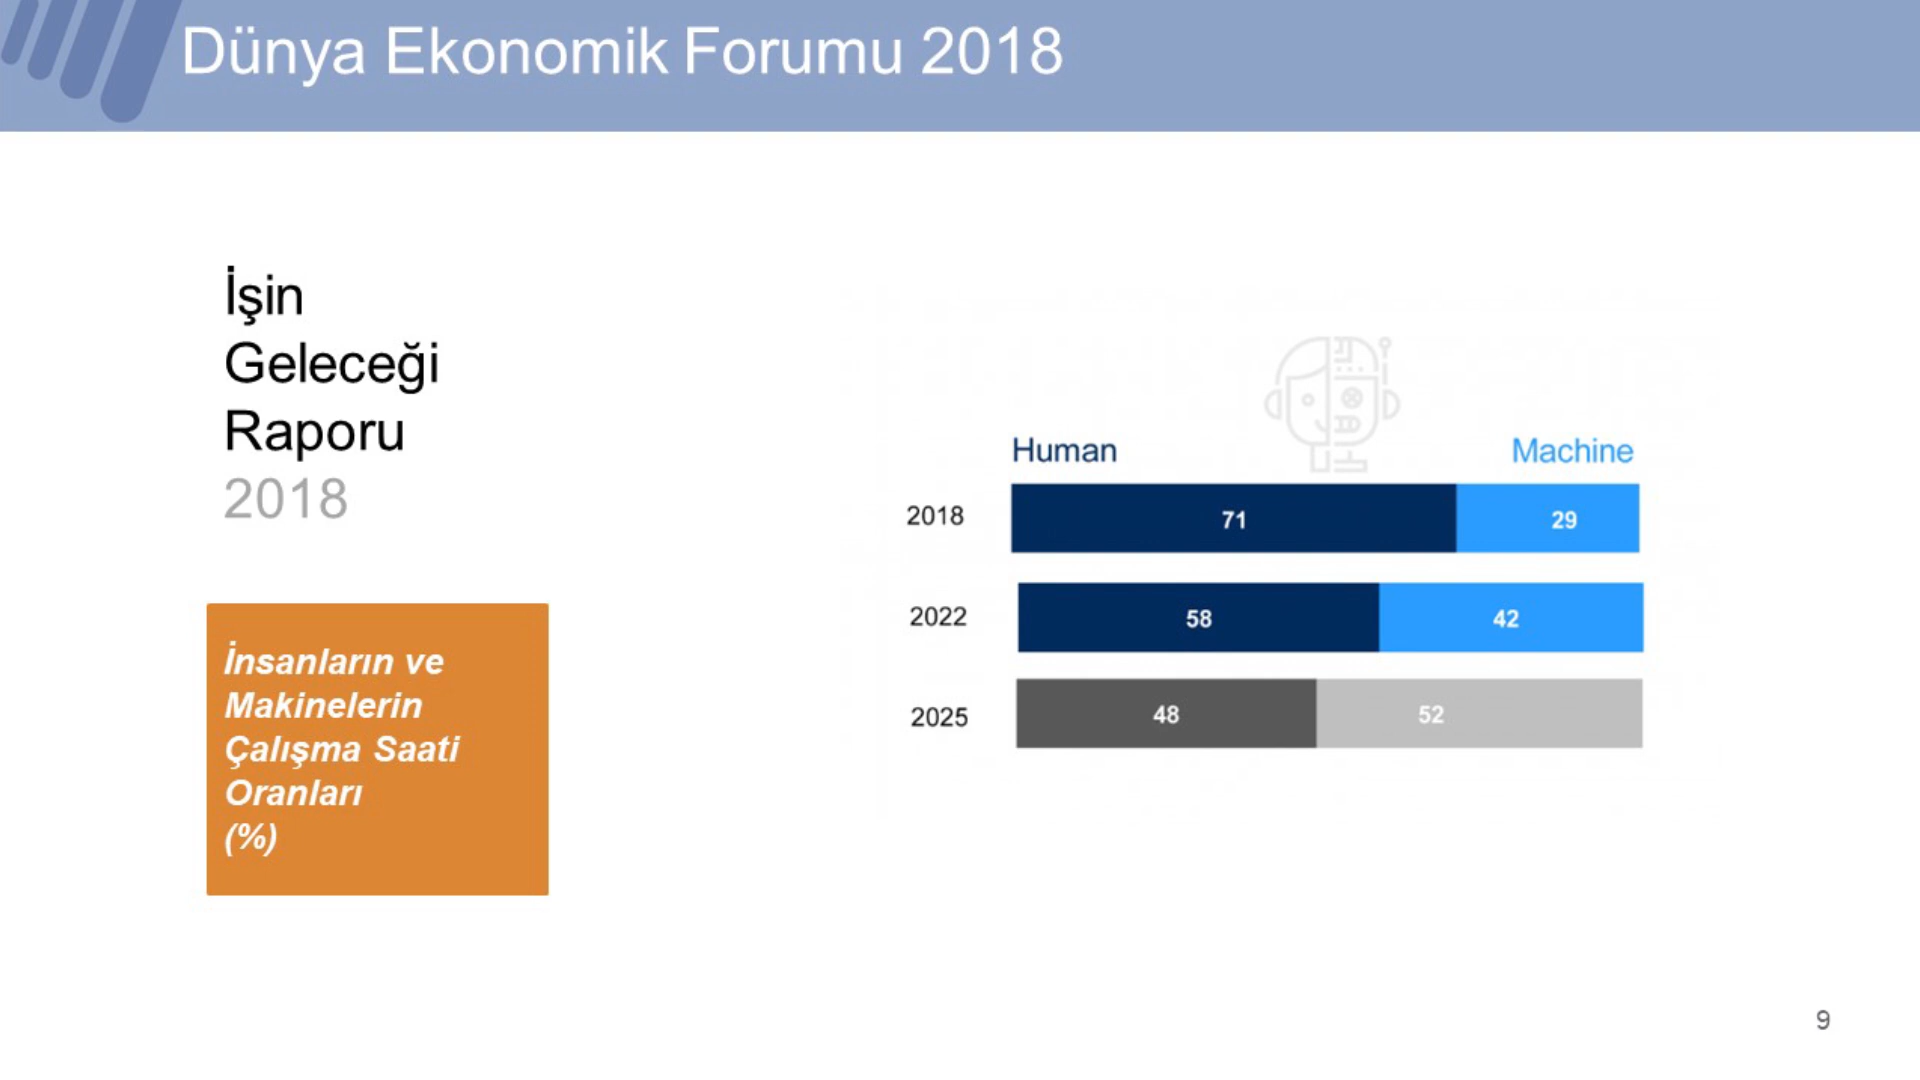 Dünya Ekonomik Forumu 2018
İşin
Geleceği
Raporu
2018
İnsanların ve
Makinelerin
Çalışma Saati
Oranları
(%)
Human Machine
2018 71 29
2022 58 42
2025 48 52
9